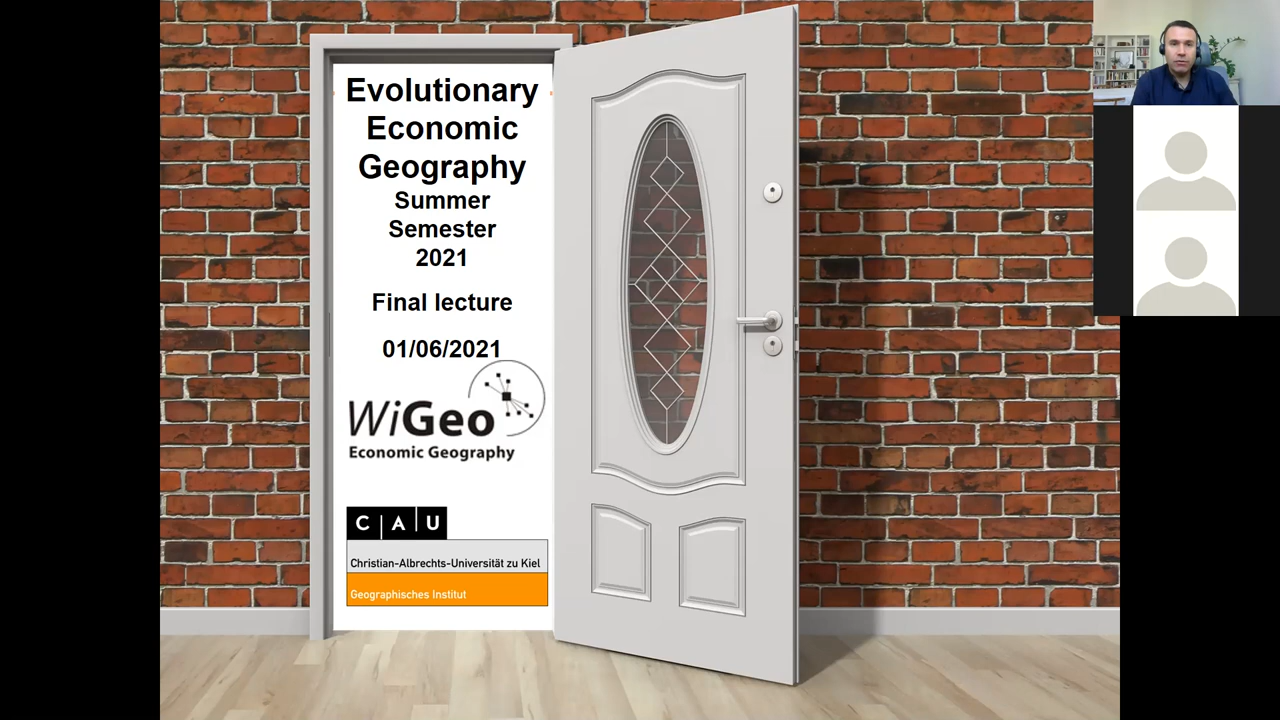 Evolutionary
Economic
Geography
Summer
Semester
2021
Final lecture
01/06/2021
WiGeo
Economic Geography
C A U
Christian-Albrechts-Universität zu Kiel
Geographisches Institut